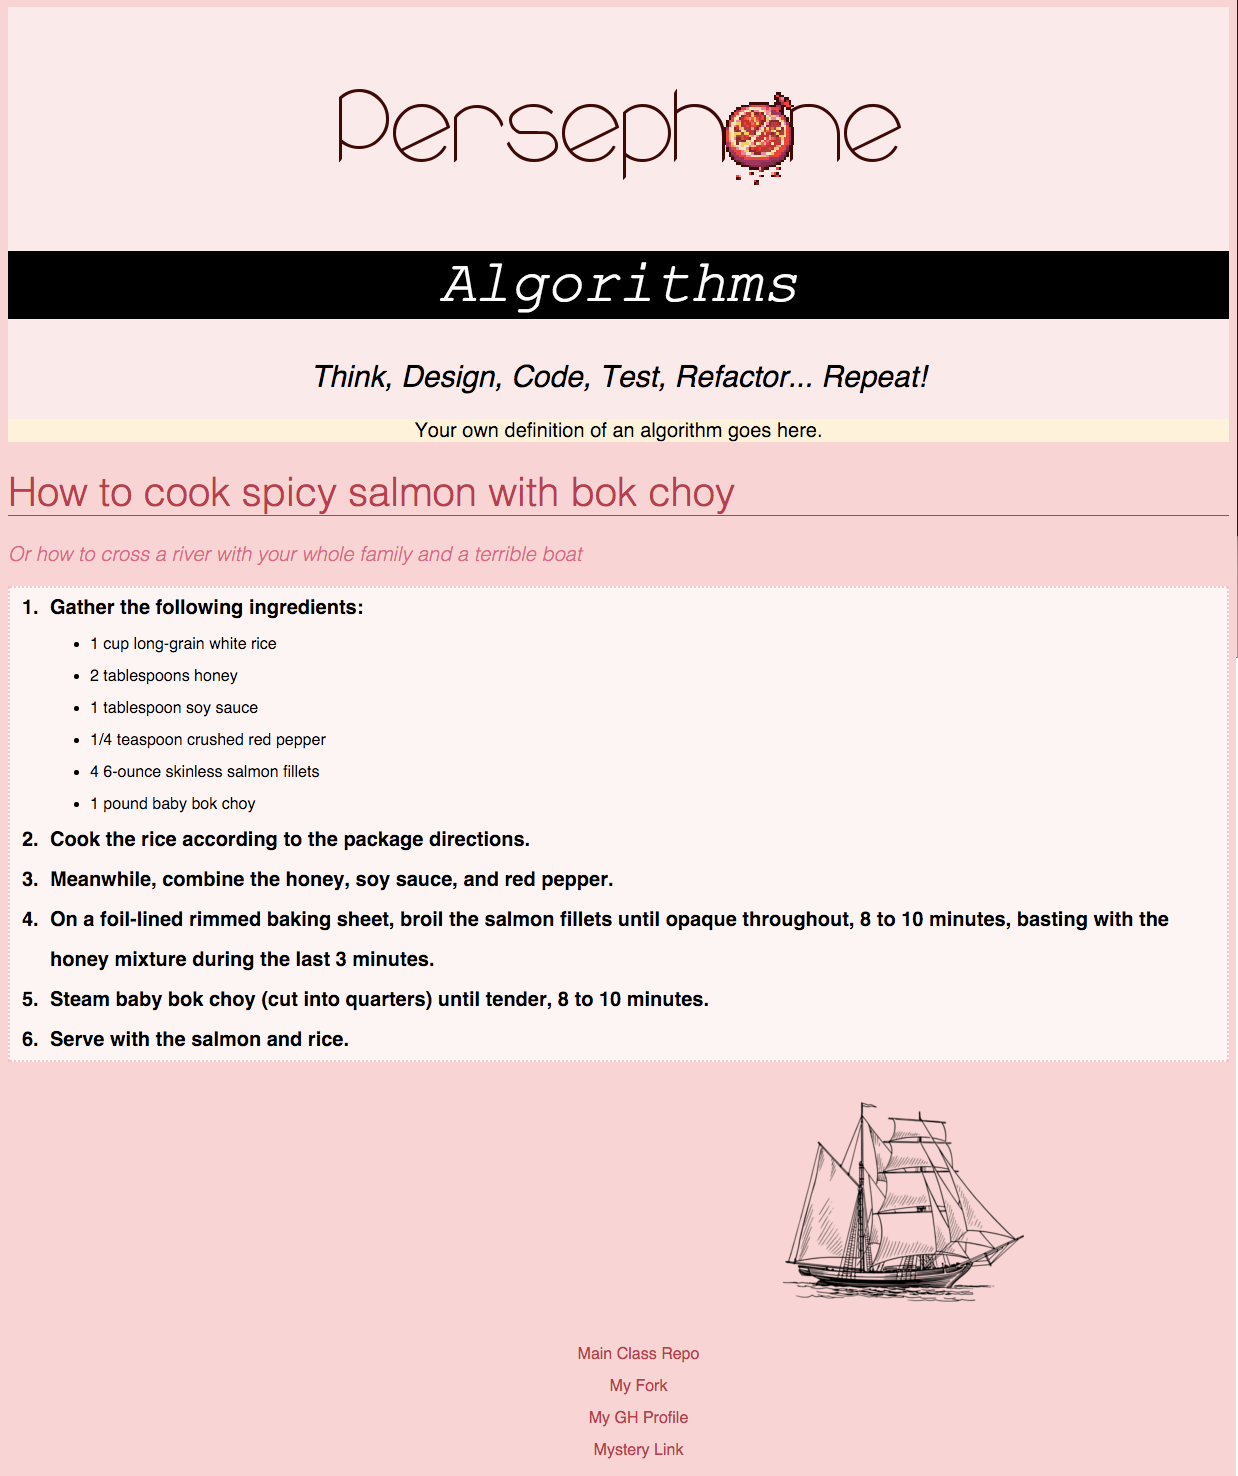 Persephone
Algorithms
Think, Design, Code, Test, Refactor... Repeat!
Your own definition of an algorithm goes here.
How to cook spicy salmon with bok choy
Or how to cross a river with your whole family and a terrible boat
1. Gather the following ingredients:
• 1 cup long-grain white rice
• 2 tablespoons honey
• 1 tablespoon soy sauce
• 1/4 teaspoon crushed red pepper
• 4 6-ounce skinless salmon fillets
• 1 pound baby bok choy
2. Cook the rice according to the package directions.
3. Meanwhile, combine the honey, soy sauce, and red pepper.
4. On a foil-lined rimmed baking sheet, broil the salmon fillets until opaque throughout, 8 to 10 minutes, basting with the
honey mixture during the last 3 minutes.
5. Steam baby bok choy (cut into quarters) until tender, 8 to 10 minutes.
6. Serve with the salmon and rice.
Main Class Repo
My Fork
My GH Profile
Mystery Link